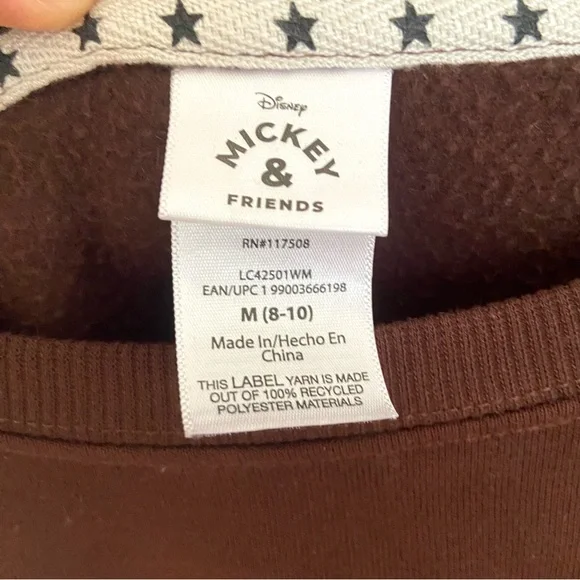 Disney
MICKEY
&
FRIENDS
RN#117508
LC42501WM
EAN/UPC 1 99003666198
M (8-10)
Made In/Hecho En
China
THIS LABEL YARN IS MADE
OUT OF 100% RECYCLED
POLYESTER MATERIALS